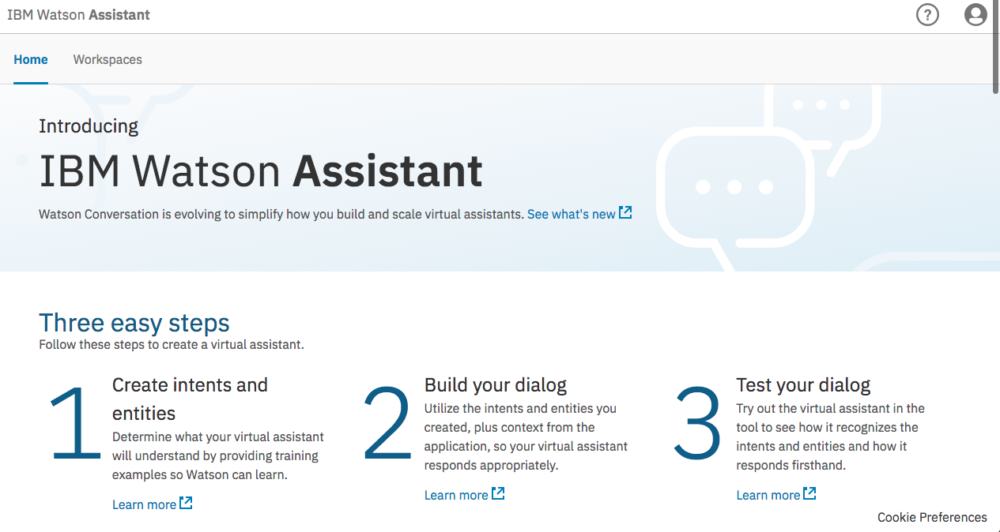 IBM Watson Assistant
?
Home Workspaces
Introducing
IBM Watson Assistant
Watson Conversation is evolving to simplify how you build and scale virtual assistants. See what's new
Three easy steps
Follow these steps to create a virtual assistant.
1
Create intents and
entities
Determine what your virtual assistant
will understand by providing training
examples so Watson can learn.
Learn more
2
Build your dialog
Utilize the intents and entities you
created, plus context from the
application, so your virtual assistant
responds appropriately.
Learn more
3
Test your dialog
Try out the virtual assistant in the
tool to see how it recognizes the
intents and entities and how it
responds firsthand.
Learn more
Cookie Preferences